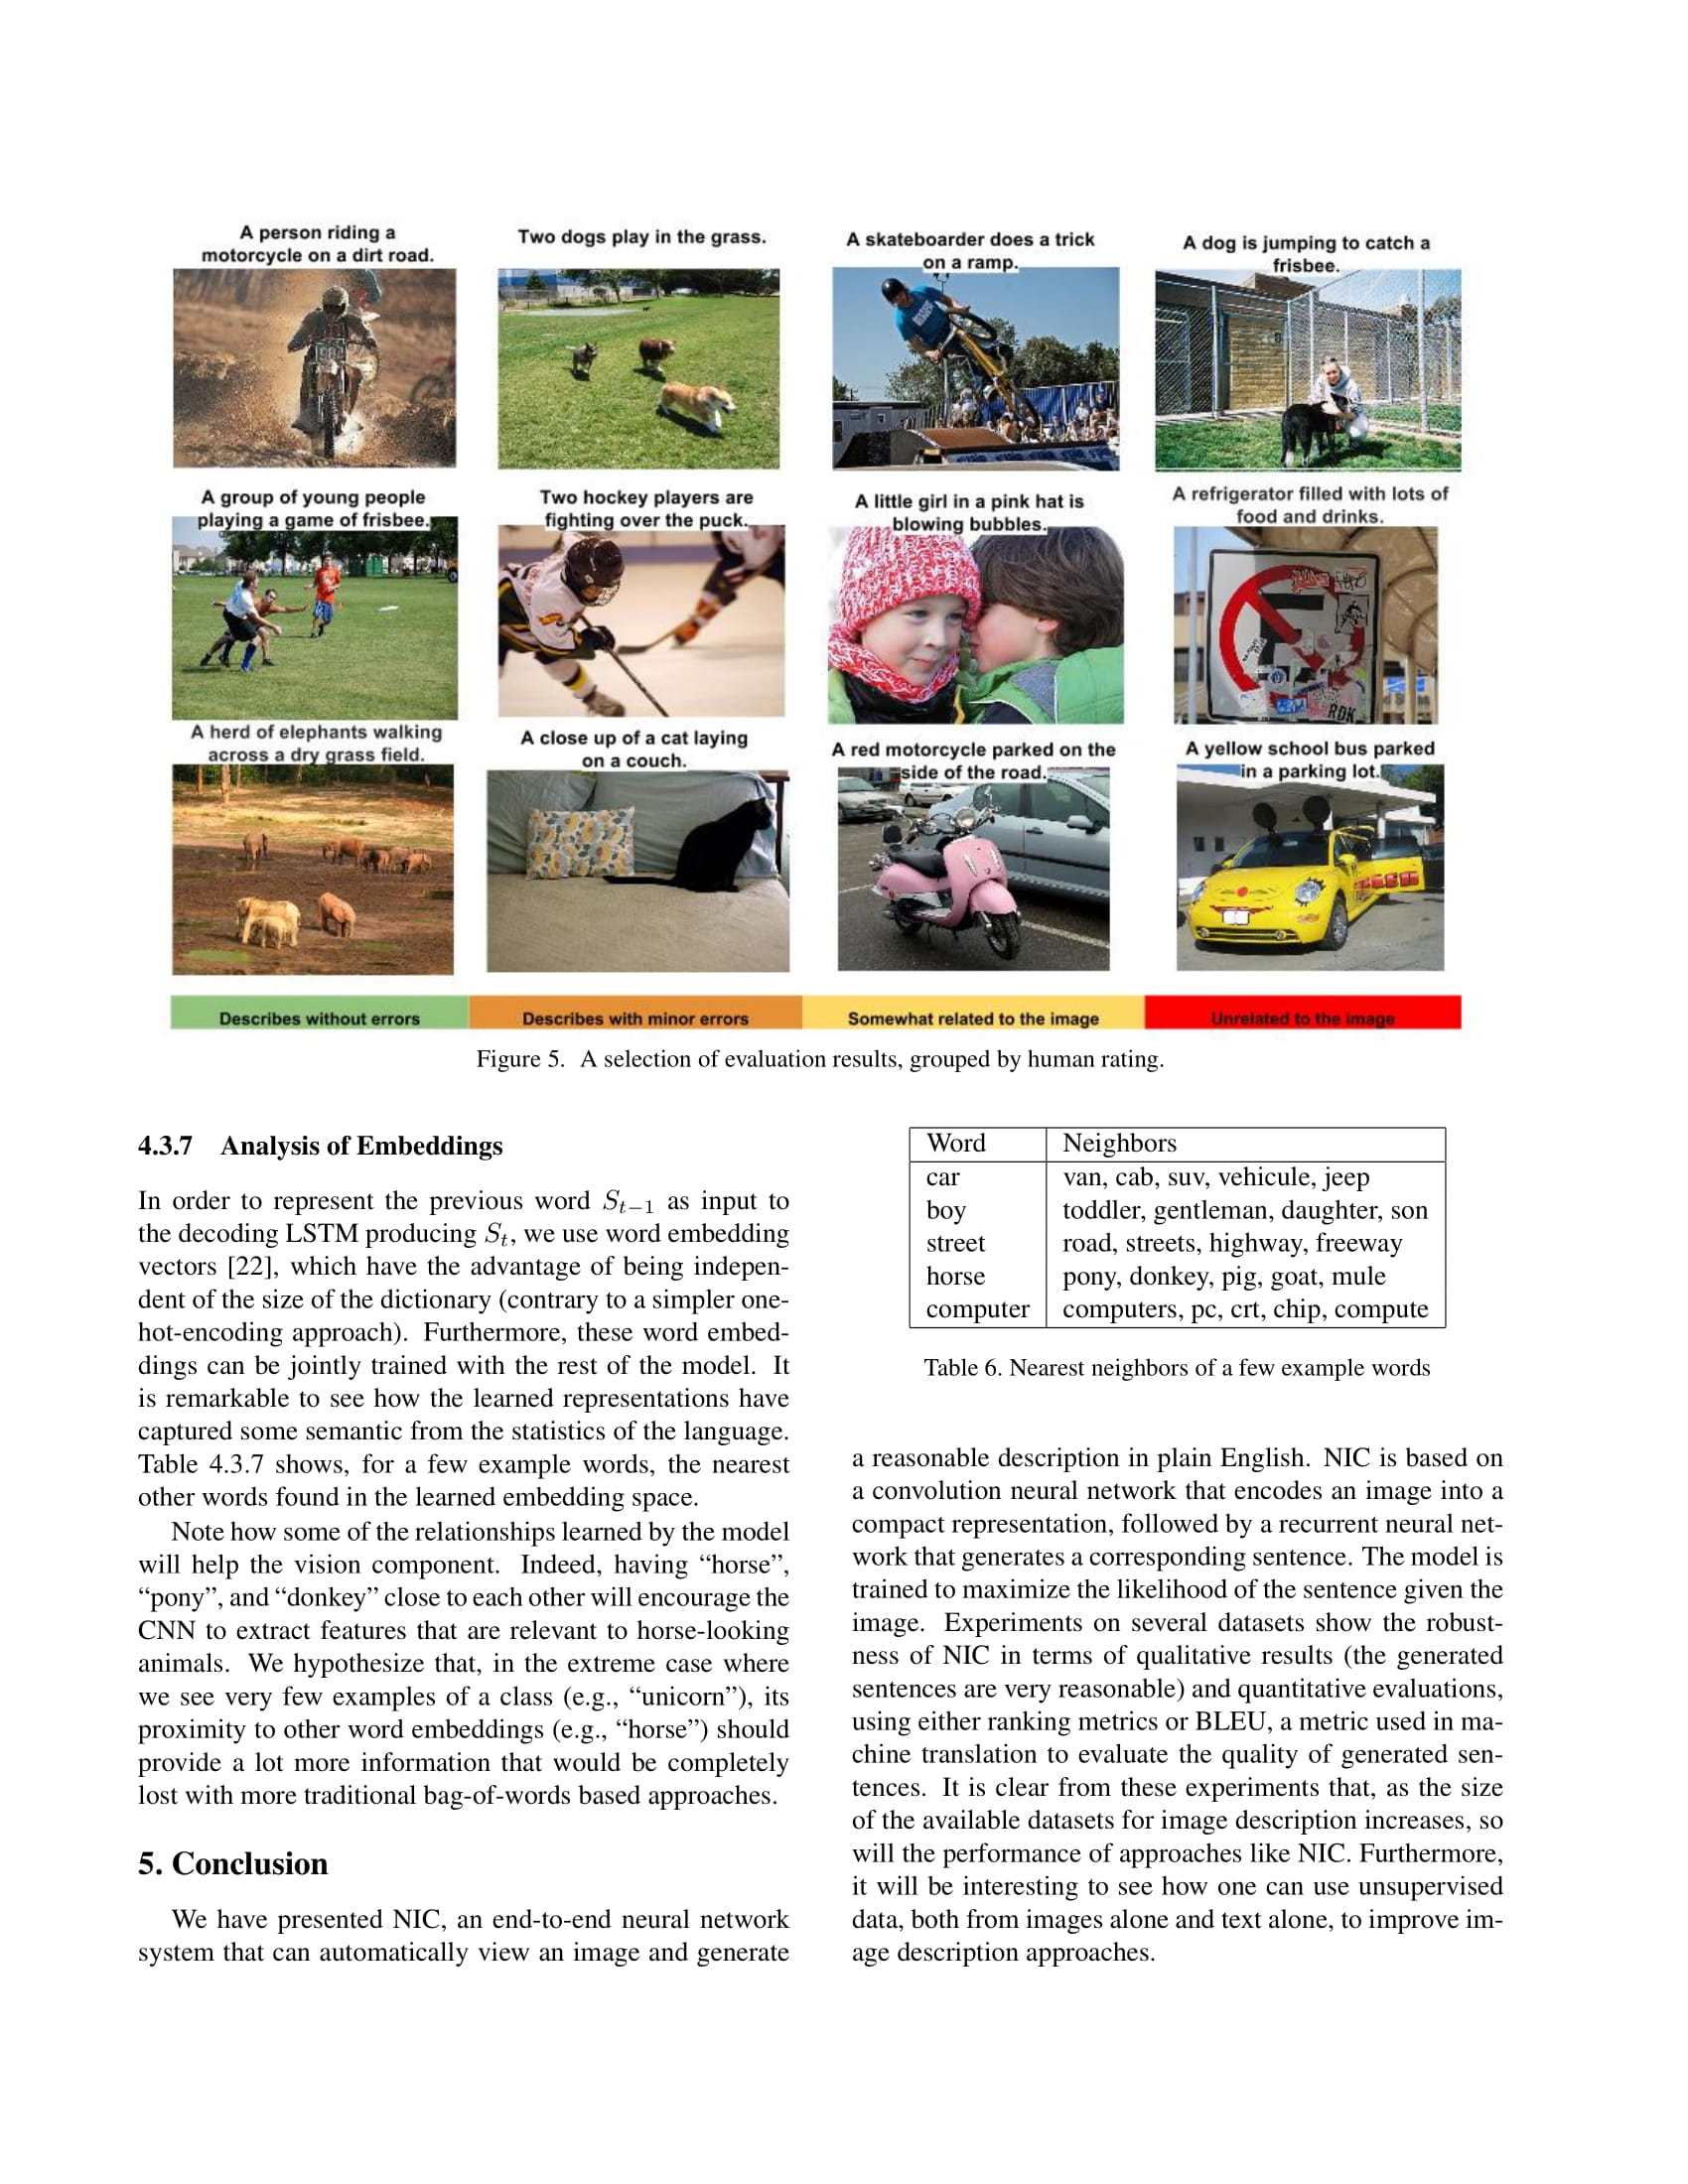 A person riding a
motorcycle on a dirt road.
Two dogs play in the grass.
A skateboarder does a trick
on a ramp.
A dog is jumping to catch a
frisbee.
A group of young people
playing a game of frisbee.
Two hockey players are
fighting over the puck.
A little girl in a pink hat is
blowing bubbles.
A refrigerator filled with lots of
food and drinks.
RDK
A herd of elephants walking
across a dry grass field.
A close up of a cat laying
on a couch.
A red motorcycle parked on the
side of the road.
A yellow school bus parked
in a parking lot.
Describes without errors
Describes with minor errors
Somewhat related to the image
Unrelated to the image
Figure 5. A selection of evaluation results, grouped by human rating.
4.3.7 Analysis of Embeddings
In order to represent the previous word S_{t−1} as input to
the decoding LSTM producing S_t, we use word embedding
vectors [22], which have the advantage of being indepen-
dent of the size of the dictionary (contrary to a simpler one-
hot-encoding approach). Furthermore, these word embed-
dings can be jointly trained with the rest of the model. It
is remarkable to see how the learned representations have
captured some semantic from the statistics of the language.
Table 4.3.7 shows, for a few example words, the nearest
other words found in the learned embedding space.
Note how some of the relationships learned by the model
will help the vision component. Indeed, having “horse”,
“pony”, and “donkey” close to each other will encourage the
CNN to extract features that are relevant to horse-looking
animals. We hypothesize that, in the extreme case where
we see very few examples of a class (e.g., “unicorn”), its
proximity to other word embeddings (e.g., “horse”) should
provide a lot more information that would be completely
lost with more traditional bag-of-words based approaches.
5. Conclusion
We have presented NIC, an end-to-end neural network
system that can automatically view an image and generate
Word Neighbors
car van, cab, suv, vehicule, jeep
boy toddler, gentleman, daughter, son
street road, streets, highway, freeway
horse pony, donkey, pig, goat, mule
computer computers, pc, crt, chip, compute
Table 6. Nearest neighbors of a few example words
a reasonable description in plain English. NIC is based on
a convolution neural network that encodes an image into a
compact representation, followed by a recurrent neural net-
work that generates a corresponding sentence. The model is
trained to maximize the likelihood of the sentence given the
image. Experiments on several datasets show the robust-
ness of NIC in terms of qualitative results (the generated
sentences are very reasonable) and quantitative evaluations,
using either ranking metrics or BLEU, a metric used in ma-
chine translation to evaluate the quality of generated sen-
tences. It is clear from these experiments that, as the size
of the available datasets for image description increases, so
will the performance of approaches like NIC. Furthermore,
it will be interesting to see how one can use unsupervised
data, both from images alone and text alone, to improve im-
age description approaches.